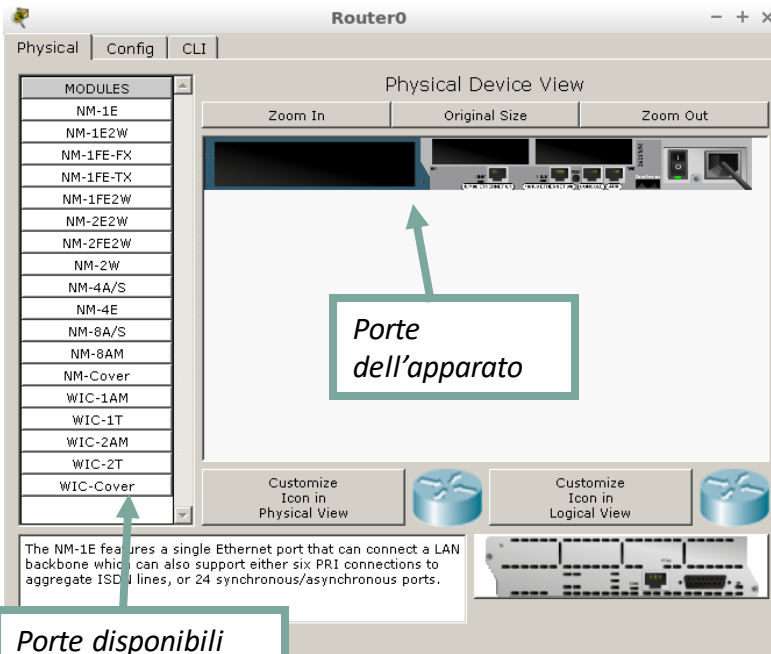 Router0
Physical
Config
CLI
MODULES
NM-1E
NM-1E2W
NM-1FE-FX
NM-1FE-TX
NM-1FE2W
NM-2E2W
NM-2FE2W
NM-2W
NM-4A/S
NM-4E
NM-8A/S
NM-8AM
NM-Cover
WIC-1AM
WIC-1T
WIC-2AM
WIC-2T
WIC-Cover
Physical Device View
Zoom In
Original Size
Zoom Out
Porte
dell’apparato
Customize
Icon in
Physical View
Customize
Icon in
Logical View
The NM-1E features a single Ethernet port that can connect a LAN
backbone which can also support either six PRI connections to
aggregate ISDN lines, or 24 synchronous/asynchronous ports.
Porte disponibili